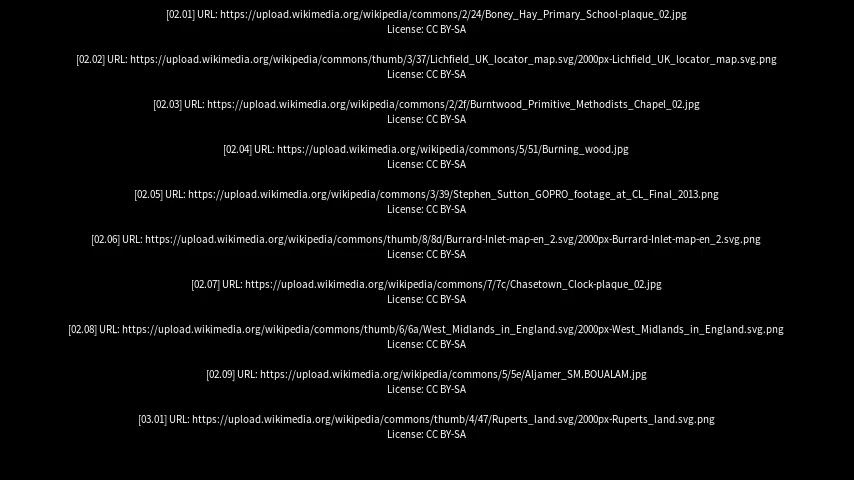 [02.01] URL: https://upload.wikimedia.org/wikipedia/commons/2/24/Boney_Hay_Primary_School-plaque_02.jpg
License: CC BY-SA
[02.02] URL: https://upload.wikimedia.org/wikipedia/commons/thumb/3/37/Lichfield_UK_locator_map.svg/2000px-Lichfield_UK_locator_map.svg.png
License: CC BY-SA
[02.03] URL: https://upload.wikimedia.org/wikipedia/commons/2/2f/Burntwood_Primitive_Methodists_Chapel_02.jpg
License: CC BY-SA
[02.04] URL: https://upload.wikimedia.org/wikipedia/commons/5/51/Burning_wood.jpg
License: CC BY-SA
[02.05] URL: https://upload.wikimedia.org/wikipedia/commons/3/39/Stephen_Sutton_GOPRO_footage_at_CL_Final_2013.png
License: CC BY-SA
[02.06] URL: https://upload.wikimedia.org/wikipedia/commons/thumb/8/8d/Burrard-Inlet-map-en_2.svg/2000px-Burrard-Inlet-map-en_2.svg.png
License: CC BY-SA
[02.07] URL: https://upload.wikimedia.org/wikipedia/commons/7/7c/Chasetown_Clock-plaque_02.jpg
License: CC BY-SA
[02.08] URL: https://upload.wikimedia.org/wikipedia/commons/thumb/6/6a/West_Midlands_in_England.svg/2000px-West_Midlands_in_England.svg.png
License: CC BY-SA
[02.09] URL: https://upload.wikimedia.org/wikipedia/commons/5/5e/Aljamer_SM.BOUALAM.jpg
License: CC BY-SA
[03.01] URL: https://upload.wikimedia.org/wikipedia/commons/thumb/4/47/Ruperts_land.svg/2000px-Ruperts_land.svg.png
License: CC BY-SA